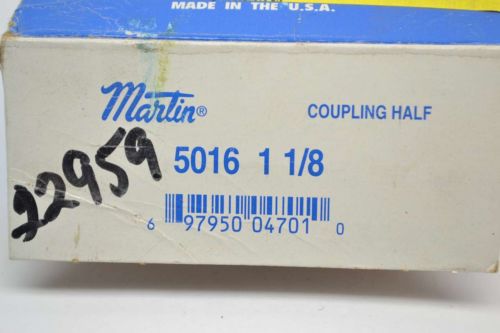 MADE IN THE U.S.A.
Martin®
COUPLING HALF
22959
5016 1 1/8
6 97950 04701 0